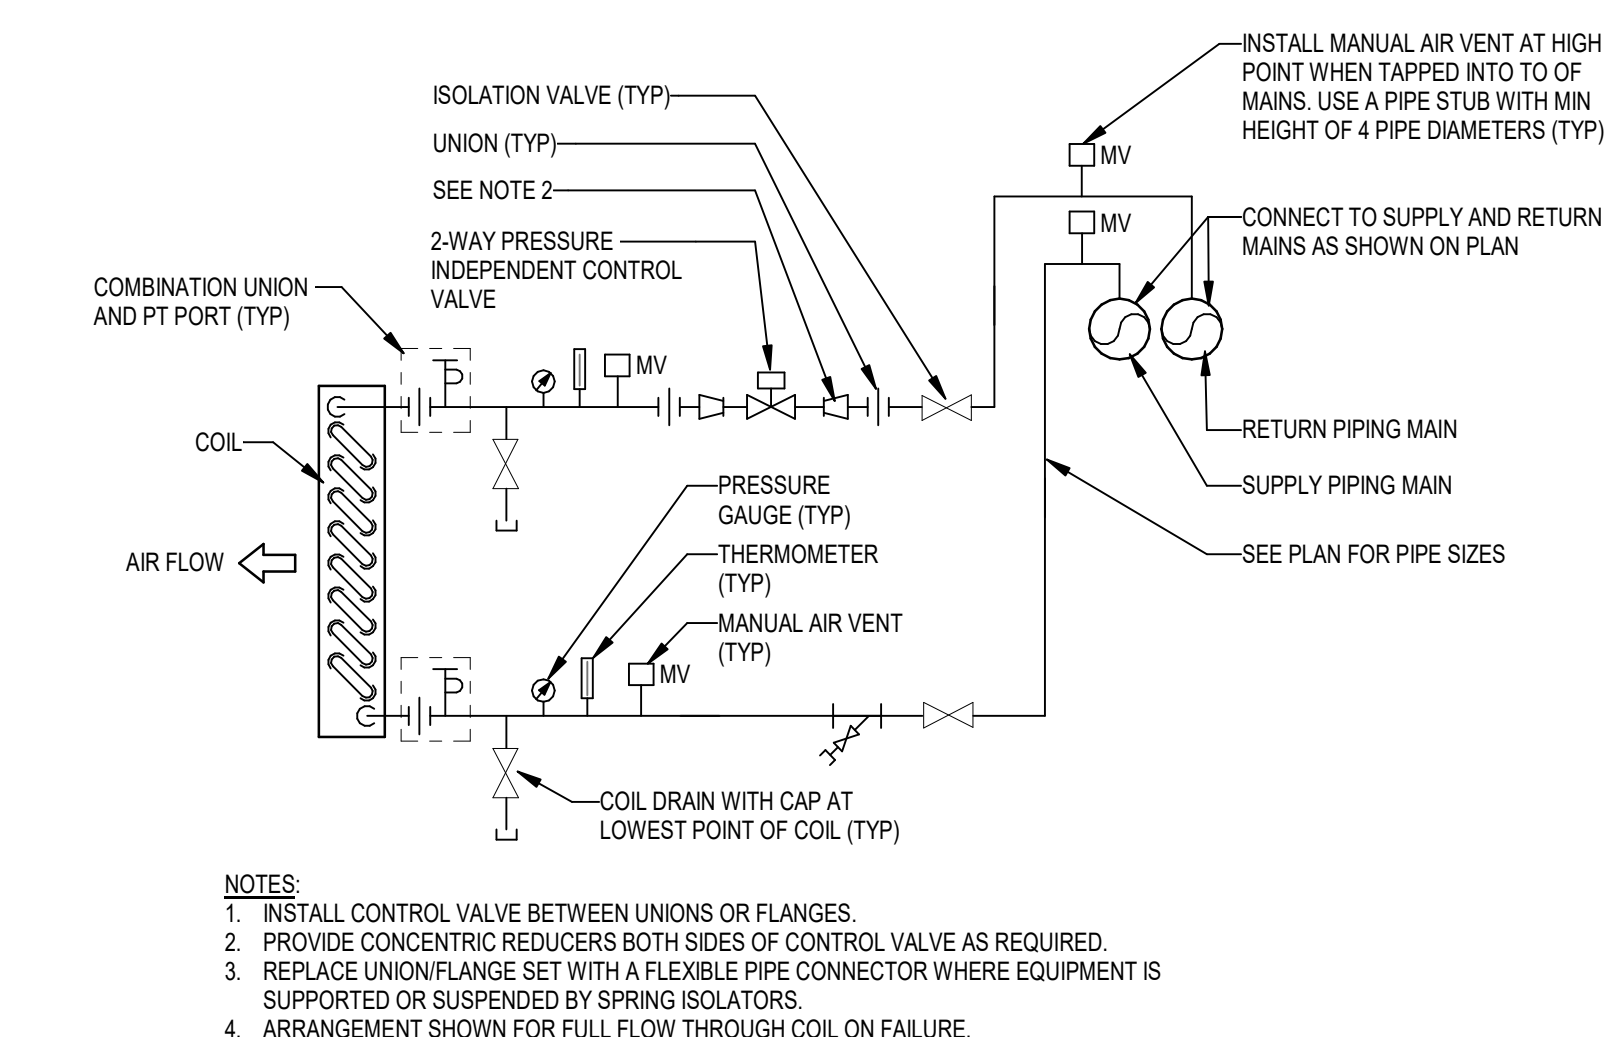 INSTALL MANUAL AIR VENT AT HIGH
POINT WHEN TAPPED INTO TO OF
MAINS. USE A PIPE STUB WITH MIN
HEIGHT OF 4 PIPE DIAMETERS (TYP)
ISOLATION VALVE (TYP)
UNION (TYP)
SEE NOTE 2
2-WAY PRESSURE
INDEPENDENT CONTROL
VALVE
COMBINATION UNION
AND PT PORT (TYP)
MV
MV
CONNECT TO SUPPLY AND RETURN
MAINS AS SHOWN ON PLAN
MV
COIL
RETURN PIPING MAIN
SUPPLY PIPING MAIN
PRESSURE
GAUGE (TYP)
AIR FLOW
THERMOMETER
(TYP)
SEE PLAN FOR PIPE SIZES
MANUAL AIR VENT
(TYP)
MV
COIL DRAIN WITH CAP AT
LOWEST POINT OF COIL (TYP)
NOTES:
1. INSTALL CONTROL VALVE BETWEEN UNIONS OR FLANGES.
2. PROVIDE CONCENTRIC REDUCERS BOTH SIDES OF CONTROL VALVE AS REQUIRED.
3. REPLACE UNION/FLANGE SET WITH A FLEXIBLE PIPE CONNECTOR WHERE EQUIPMENT IS
SUPPORTED OR SUSPENDED BY SPRING ISOLATORS.
4. ARRANGEMENT SHOWN FOR FULL FLOW THROUGH COIL ON FAILURE.